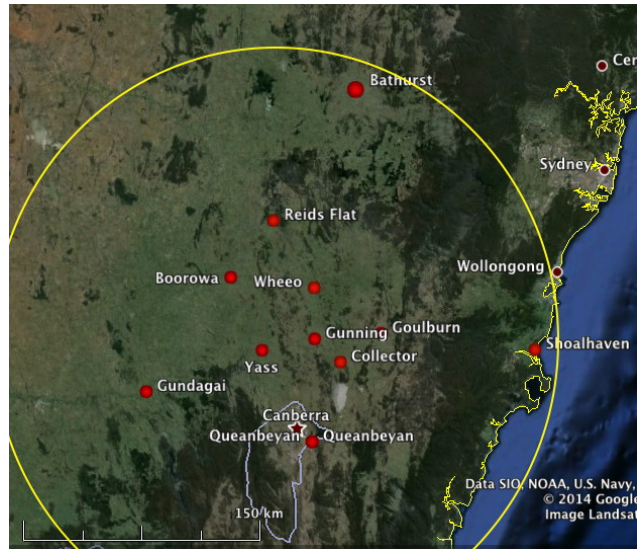 Cen
Bathurst
Sydney
Reids Flat
Wollongong
Boorowa
Wheeo
Gunning
Goulburn
Shoalhaven
Yass
Collector
Gundagai
Canberra
Queanbeyan
Queanbeyan
Data SIO, NOAA, U.S. Navy,
150 km
© 2014 Google
Image Landsat